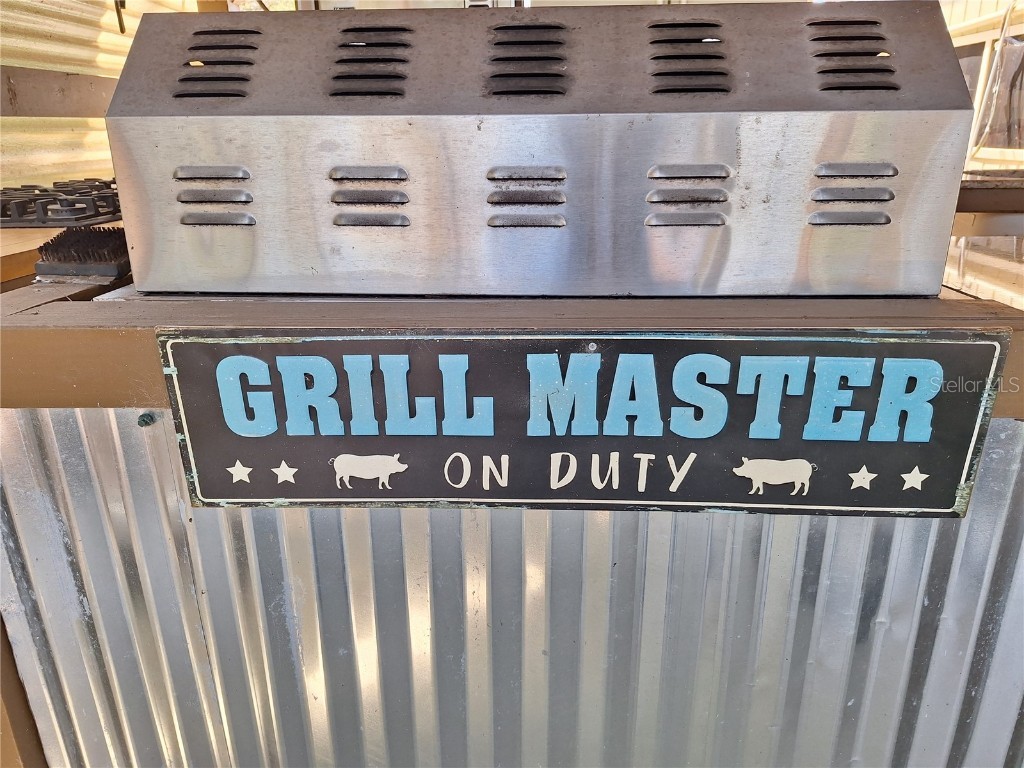 GRILL MASTER
ON DUTY
Stellar MLS